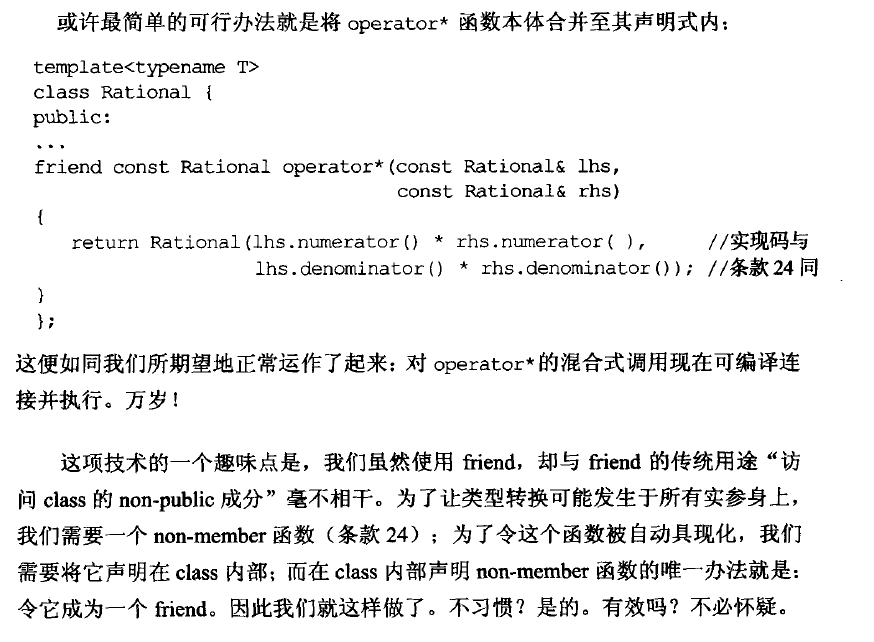 或许最简单的可行办法就是将 operator* 函数本体合并至其声明式内：
template<typename T>
class Rational {
public:
...
friend const Rational operator*(const Rational& lhs,
const Rational& rhs)
{
return Rational(lhs.numerator() * rhs.numerator( ), //实现码与
lhs.denominator() * rhs.denominator()); //条款 24 同
}
};
这便如同我们所期望地正常运作了起来：对 operator*的混合式调用现在可编译连
接并执行。万岁！
这项技术的一个趣味点是，我们虽然使用 friend，却与 friend 的传统用途“访
问 class 的 non-public 成分”毫不相干。为了让类型转换可能发生于所有实参身上，
我们需要一个 non-member 函数（条款 24）；为了令这个函数被自动具现化，我们
需要将它声明在 class 内部；而在 class 内部声明 non-member 函数的唯一办法就是：
令它成为一个 friend。因此我们就这样做了。不习惯？是的。有效吗？不必怀疑。